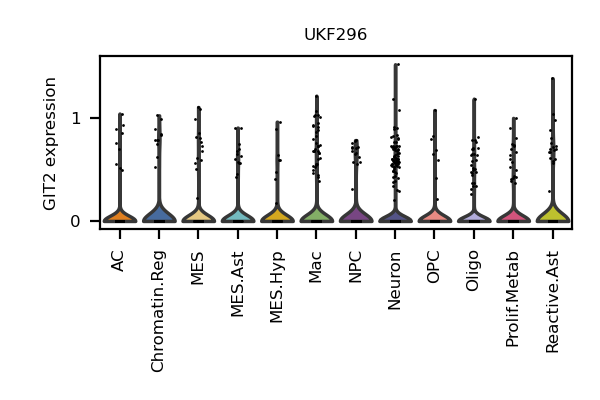 UKF296
GIT2 expression
1
0
AC
Chromatin.Reg
MES
MES.Ast
MES.Hyp
Mac
NPC
Neuron
OPC
Oligo
Prolif.Metab
Reactive.Ast